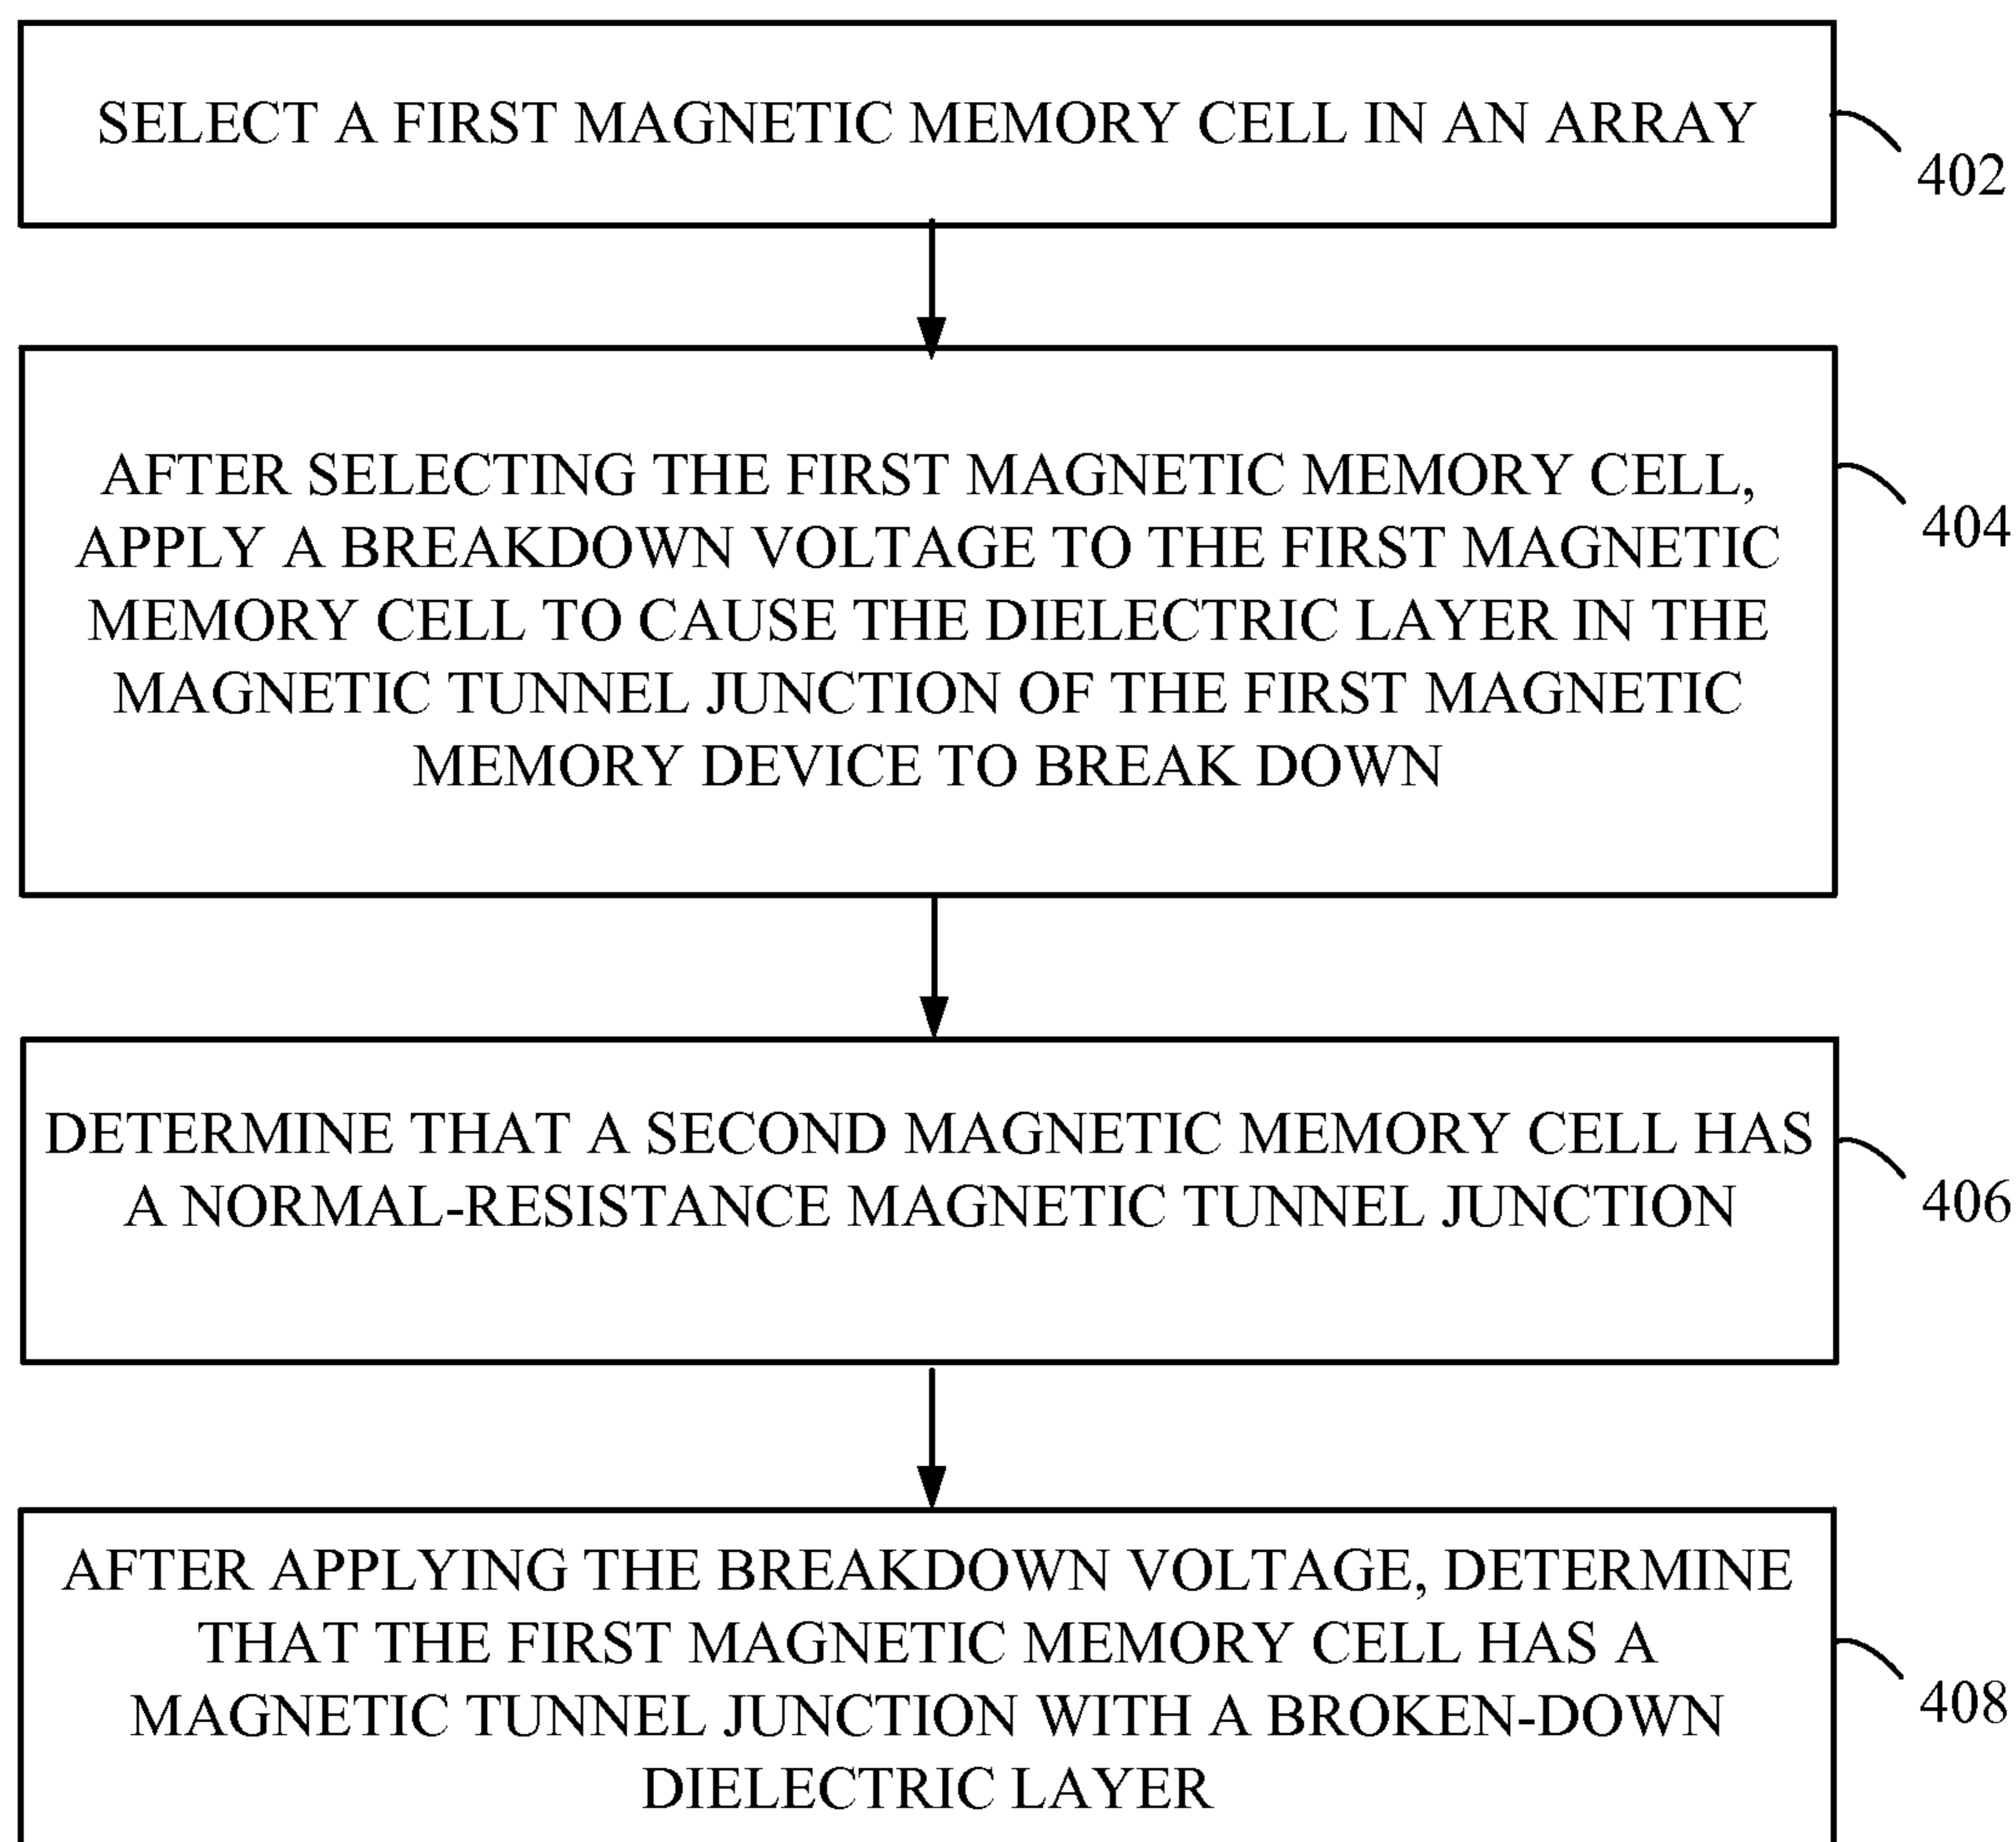 SELECT A FIRST MAGNETIC MEMORY CELL IN AN ARRAY
402
AFTER SELECTING THE FIRST MAGNETIC MEMORY CELL,
APPLY A BREAKDOWN VOLTAGE TO THE FIRST MAGNETIC
MEMORY CELL TO CAUSE THE DIELECTRIC LAYER IN THE
MAGNETIC TUNNEL JUNCTION OF THE FIRST MAGNETIC
MEMORY DEVICE TO BREAK DOWN
404
DETERMINE THAT A SECOND MAGNETIC MEMORY CELL HAS
A NORMAL-RESISTANCE MAGNETIC TUNNEL JUNCTION
406
AFTER APPLYING THE BREAKDOWN VOLTAGE, DETERMINE
THAT THE FIRST MAGNETIC MEMORY CELL HAS A
MAGNETIC TUNNEL JUNCTION WITH A BROKEN-DOWN
DIELECTRIC LAYER
408